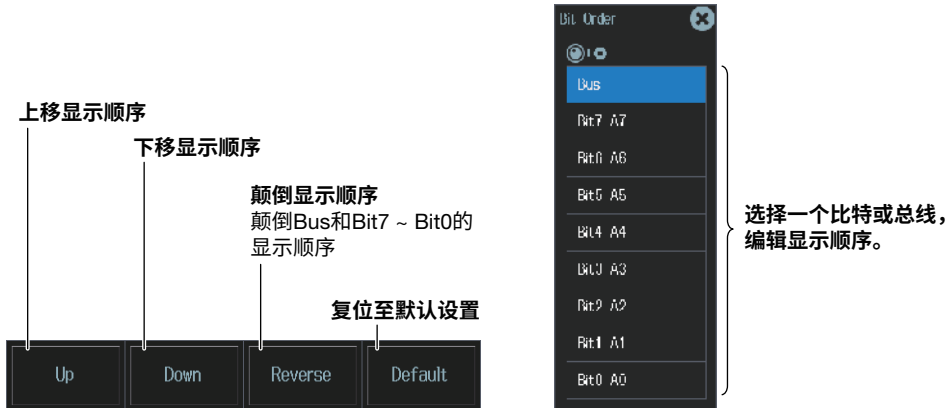 上移显示顺序
下移显示顺序
颠倒显示顺序
颠倒Bus和Bit7 ~ Bit0的
显示顺序
复位至默认设置
Up
Down
Reverse
Default
Bit Order
Bus
Bit7 A7
Bit6 A6
Bit5 A5
Bit4 A4
Bit3 A3
Bit2 A2
Bit1 A1
Bit0 A0
选择一个比特或总线，
编辑显示顺序。